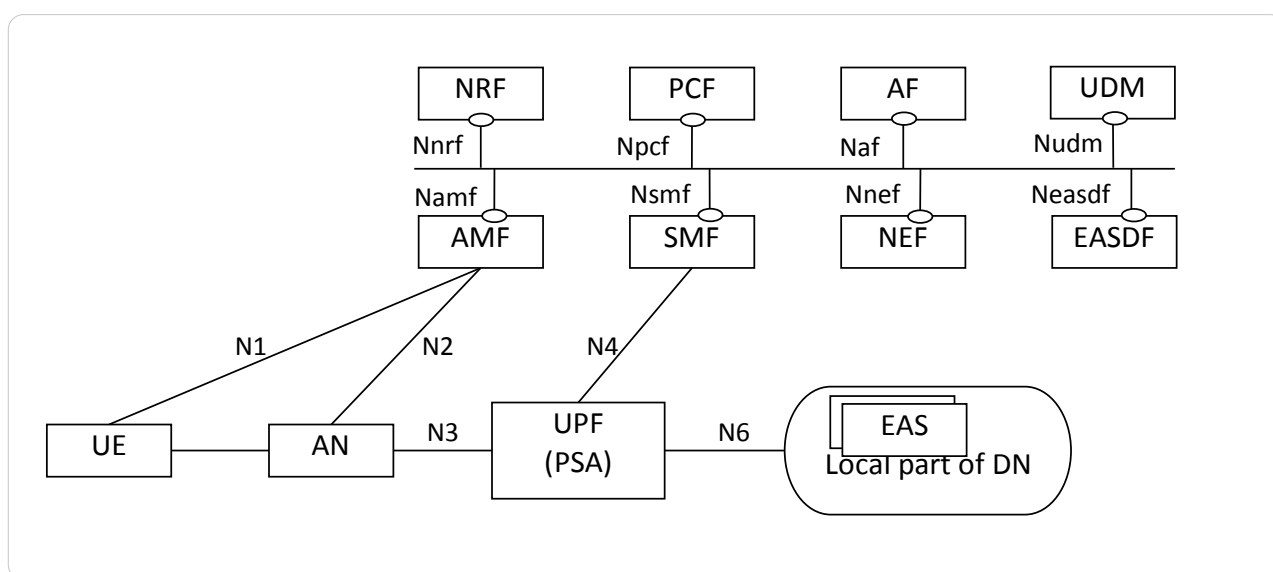 NRF
PCF
AF
UDM
Nnrf
Npcf
Naf
Nudm
Namf
Nsmf
Nnef
Neasdf
AMF
SMF
NEF
EASDF
N1
N2
N4
UE
AN
N3
UPF
(PSA)
N6
EAS
Local part of DN